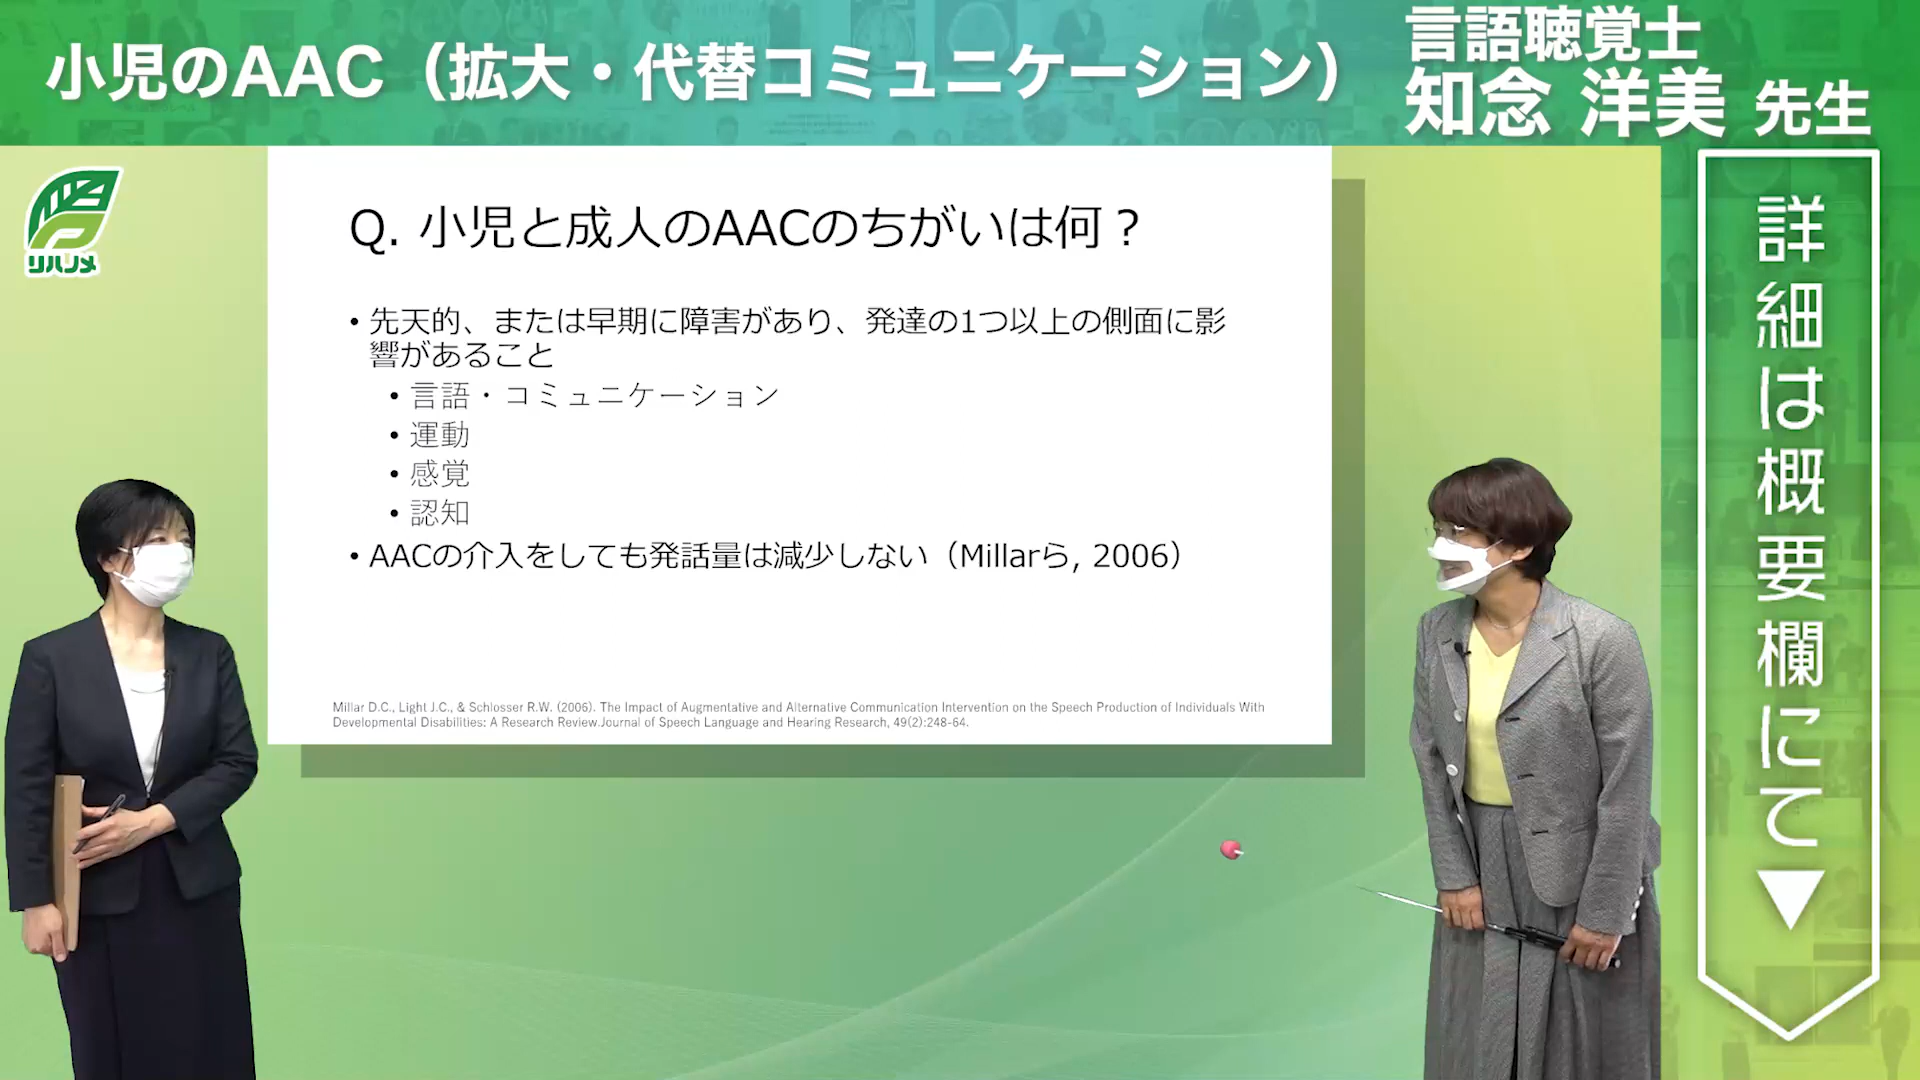 小児のAAC（拡大・代替コミュニケーション）
言語聴覚士
知念 洋美 先生
リハノメ
Q. 小児と成人のAACのちがいは何？
• 先天的、または早期に障害があり、発達の1つ以上の側面に影
響があること
• 言語・コミュニケーション
• 運動
• 感覚
• 認知
• AACの介入をしても発話量は減少しない（Millarら, 2006）
Millar D.C., Light J.C., & Schlosser R.W. (2006). The Impact of Augmentative and Alternative Communication Intervention on the Speech Production of Individuals With
Developmental Disabilities: A Research Review.Journal of Speech Language and Hearing Research, 49(2):248-64.
詳細は概要欄にて▼